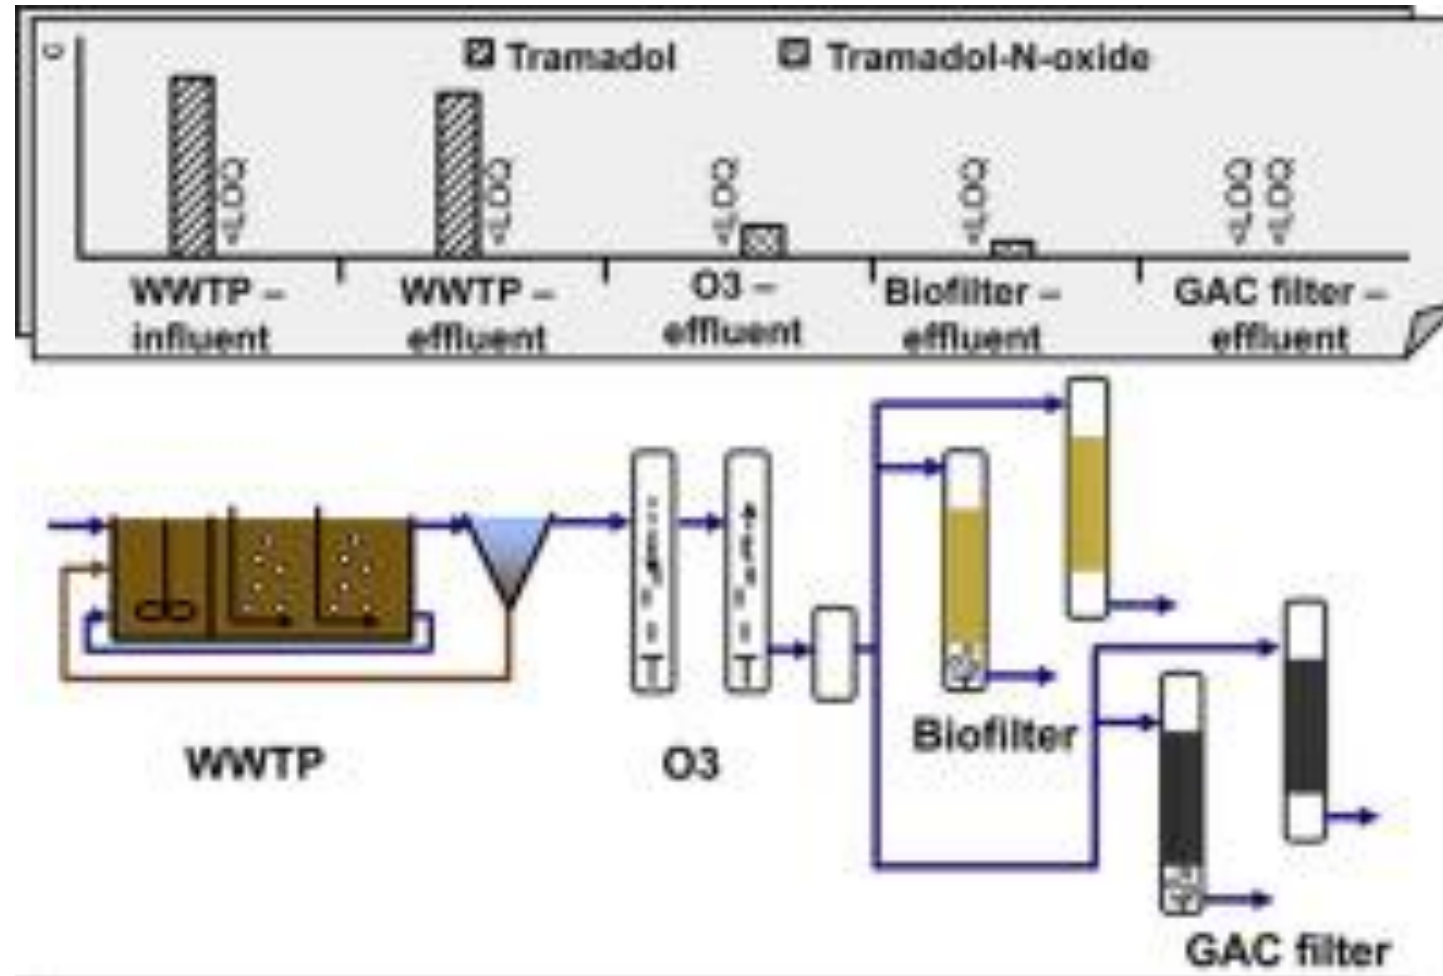 c
Tramadol
Tramadol-N-oxide
<LOQ
<LOQ
<LOQ
<LOQ
<LOQ
<LOQ
WWTP –
influent
WWTP –
effluent
O3 –
effluent
Biofilter –
effluent
GAC filter –
effluent
WWTP
O3
Biofilter
GAC filter